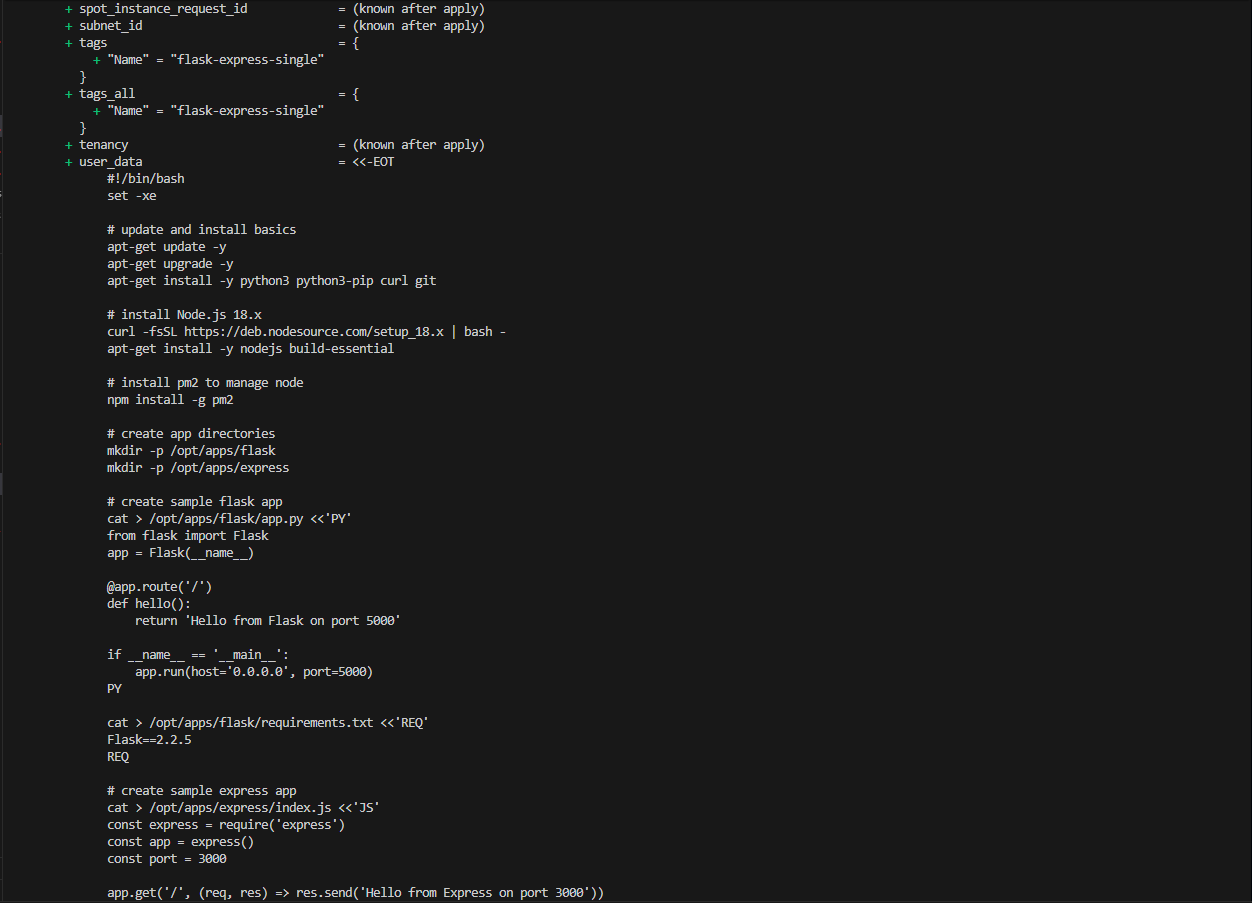 + spot_instance_request_id = (known after apply)
+ subnet_id = (known after apply)
+ tags = {
+ "Name" = "flask-express-single"
}
+ tags_all = {
+ "Name" = "flask-express-single"
}
+ tenancy = (known after apply)
+ user_data = <<-EOT
#!/bin/bash
set -xe

# update and install basics
apt-get update -y
apt-get upgrade -y
apt-get install -y python3 python3-pip curl git

# install Node.js 18.x
curl -fsSL https://deb.nodesource.com/setup_18.x | bash -
apt-get install -y nodejs build-essential

# install pm2 to manage node
npm install -g pm2

# create app directories
mkdir -p /opt/apps/flask
mkdir -p /opt/apps/express

# create sample flask app
cat > /opt/apps/flask/app.py <<'PY'
from flask import Flask
app = Flask(__name__)

@app.route('/')
def hello():
    return 'Hello from Flask on port 5000'

if __name__ == '__main__':
    app.run(host='0.0.0.0', port=5000)
PY

cat > /opt/apps/flask/requirements.txt <<'REQ'
Flask==2.2.5
REQ

# create sample express app
cat > /opt/apps/express/index.js <<'JS'
const express = require('express')
const app = express()
const port = 3000

app.get('/', (req, res) => res.send('Hello from Express on port 3000'))